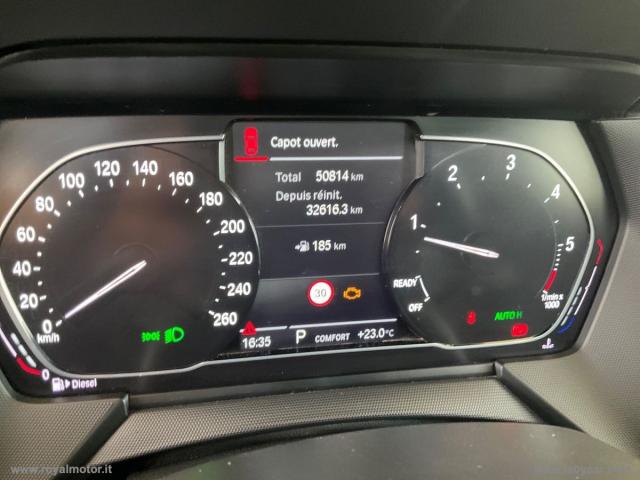 Capot ouvert.
Total 50814 km
Depuis réinit.
32616.3 km
185 km
30
16:35 P COMFORT +23.0°C
0 20 40 60 80 100 120 140 160 180 200 220 240 260
km/h
0
Diesel
1 2 3 4 5
1/min x
1000
READY
OFF
AUTO H
www.royalmotor.it